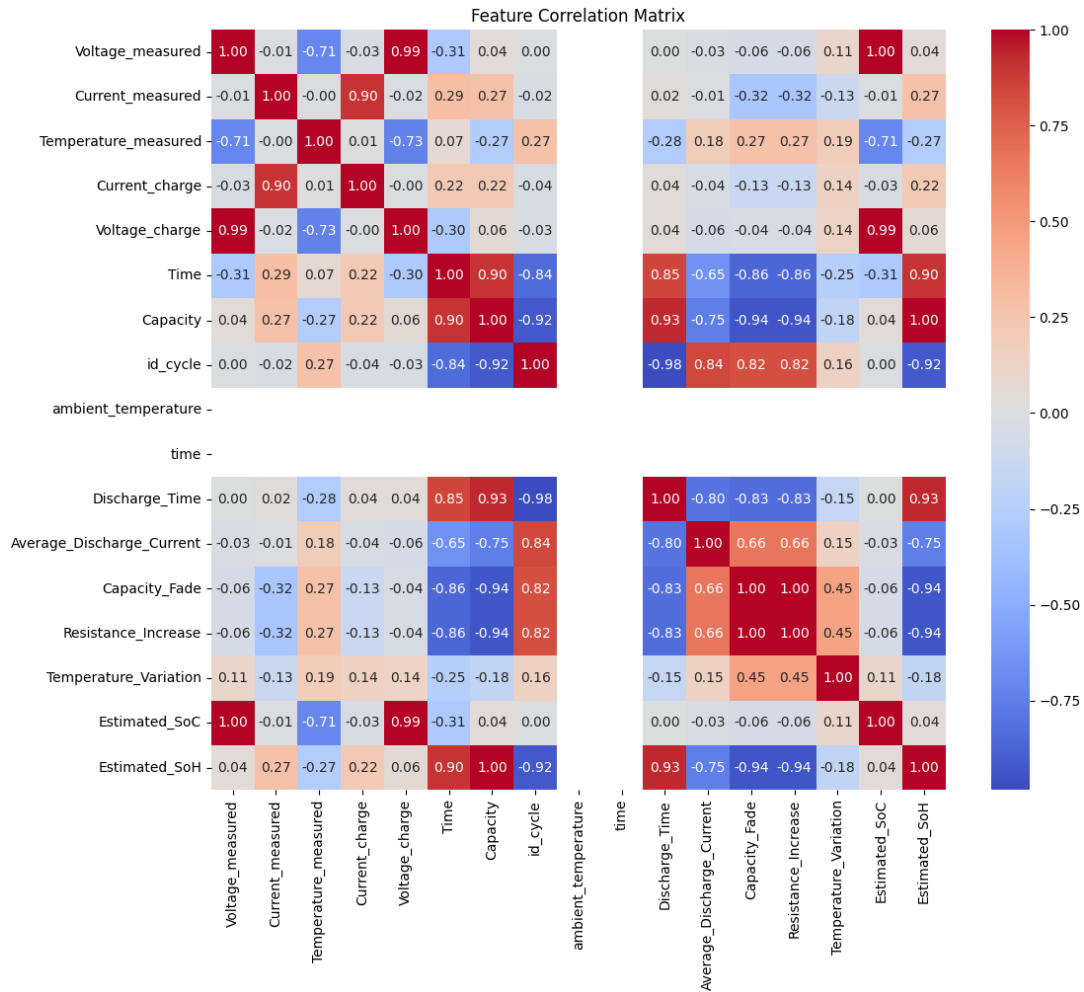 Feature Correlation Matrix
Voltage_measured 1.00 -0.01 -0.71 -0.03 0.99 -0.31 0.04 0.00 0.00 -0.03 -0.06 -0.06 0.11 1.00 0.04
Current_measured -0.01 1.00 -0.00 0.90 -0.02 0.29 0.27 -0.02 0.02 -0.01 -0.32 -0.32 -0.13 -0.01 0.27
Temperature_measured -0.71 -0.00 1.00 0.01 -0.73 0.07 -0.27 0.27 -0.28 0.18 0.27 0.27 0.19 -0.71 -0.27
Current_charge -0.03 0.90 0.01 1.00 -0.00 0.22 0.22 -0.04 0.04 -0.04 -0.13 -0.13 0.14 -0.03 0.22
Voltage_charge 0.99 -0.02 -0.73 -0.00 1.00 -0.30 0.06 -0.03 0.04 -0.06 -0.04 -0.04 0.14 0.99 0.06
Time -0.31 0.29 0.07 0.22 -0.30 1.00 0.90 -0.84 0.85 -0.65 -0.86 -0.86 -0.25 -0.31 0.90
Capacity 0.04 0.27 -0.27 0.22 0.06 0.90 1.00 -0.92 0.93 -0.75 -0.94 -0.94 -0.18 0.04 1.00
id_cycle 0.00 -0.02 0.27 -0.04 -0.03 -0.84 -0.92 1.00 -0.98 0.84 0.82 0.82 0.16 0.00 -0.92
ambient_temperature
time
Discharge_Time 0.00 0.02 -0.28 0.04 0.04 0.85 0.93 -0.98 1.00 -0.80 -0.83 -0.83 -0.15 0.00 0.93
Average_Discharge_Current -0.03 -0.01 0.18 -0.04 -0.06 -0.65 -0.75 0.84 -0.80 1.00 0.66 0.66 0.15 -0.03 -0.75
Capacity_Fade -0.06 -0.32 0.27 -0.13 -0.04 -0.86 -0.94 0.82 -0.83 0.66 1.00 1.00 0.45 -0.06 -0.94
Resistance_Increase -0.06 -0.32 0.27 -0.13 -0.04 -0.86 -0.94 0.82 -0.83 0.66 1.00 1.00 0.45 -0.06 -0.94
Temperature_Variation 0.11 -0.13 0.19 0.14 0.14 -0.25 -0.18 0.16 -0.15 0.15 0.45 0.45 1.00 0.11 -0.18
Estimated_SoC 1.00 -0.01 -0.71 -0.03 0.99 -0.31 0.04 0.00 0.00 -0.03 -0.06 -0.06 0.11 1.00 0.04
Estimated_SoH 0.04 0.27 -0.27 0.22 0.06 0.90 1.00 -0.92 0.93 -0.75 -0.94 -0.94 -0.18 0.04 1.00
Voltage_measured
Current_measured
Temperature_measured
Current_charge
Voltage_charge
Time
Capacity
id_cycle
ambient_temperature
time
Discharge_Time
Average_Discharge_Current
Capacity_Fade
Resistance_Increase
Temperature_Variation
Estimated_SoC
Estimated_SoH
1.00
0.75
0.50
0.25
0.00
−0.25
−0.50
−0.75